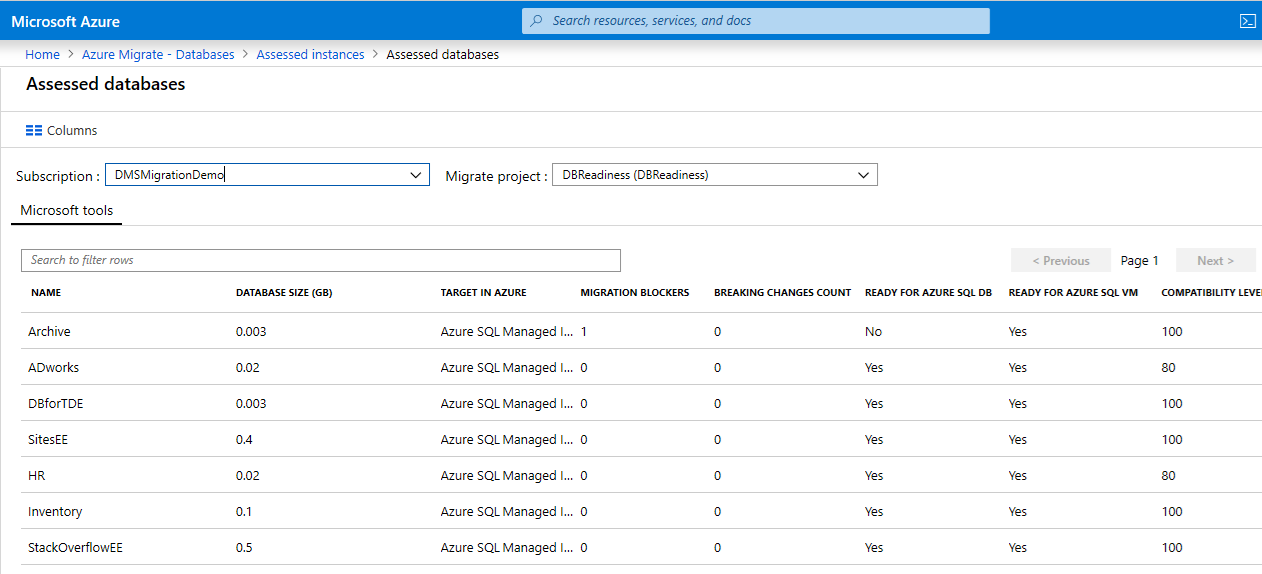 Microsoft Azure Search resources, services, and docs
Home > Azure Migrate - Databases > Assessed instances > Assessed databases
Assessed databases
Columns
Subscription : DMSMigrationDemo Migrate project : DBReadiness (DBReadiness)
Microsoft tools
Search to filter rows < Previous Page 1 Next >
NAME DATABASE SIZE (GB) TARGET IN AZURE MIGRATION BLOCKERS BREAKING CHANGES COUNT READY FOR AZURE SQL DB READY FOR AZURE SQL VM COMPATIBILITY LEVE
Archive 0.003 Azure SQL Managed I... 1 0 No Yes 100
ADworks 0.02 Azure SQL Managed I... 0 0 Yes Yes 80
DBforTDE 0.003 Azure SQL Managed I... 0 0 Yes Yes 100
SitesEE 0.4 Azure SQL Managed I... 0 0 Yes Yes 100
HR 0.02 Azure SQL Managed I... 0 0 Yes Yes 80
Inventory 0.1 Azure SQL Managed I... 0 0 Yes Yes 100
StackOverflowEE 0.5 Azure SQL Managed I... 0 0 Yes Yes 100